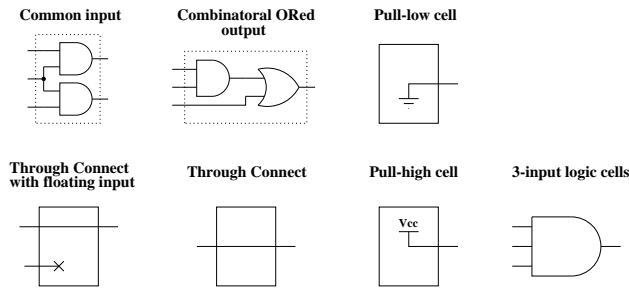 Common input
Combinatoral ORed
output
Pull-low cell
Through Connect
with floating input
Through Connect
Pull-high cell
3-input logic cells
Vcc